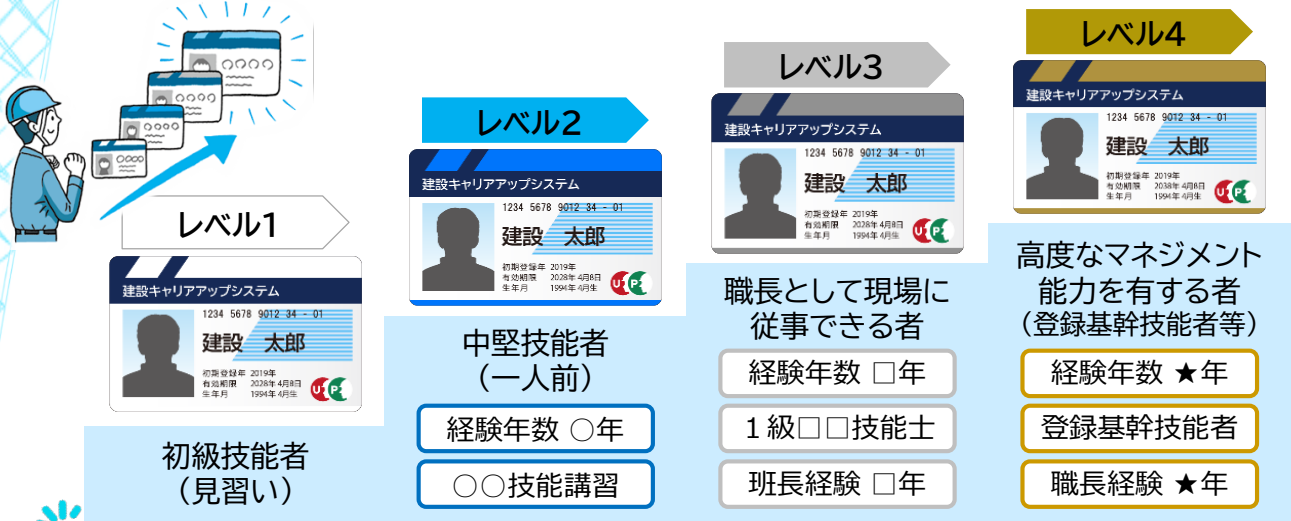 レベル1
建設キャリアアップシステム
1234 5678 9012 34 - 01
建設 太郎
初期登録年 2019年
有効期限 2028年 4月8日
生年月 1994年 4月生
初級技能者
（見習い）
レベル2
建設キャリアアップシステム
1234 5678 9012 34 - 01
建設 太郎
初期登録年 2019年
有効期限 2028年 4月8日
生年月 1994年 4月生
中堅技能者
（一人前）
経験年数 ○年
○○技能講習
レベル3
建設キャリアアップシステム
1234 5678 9012 34 - 01
建設 太郎
初期登録年 2019年
有効期限 2028年 4月8日
生年月 1994年 4月生
職長として現場に
従事できる者
経験年数 □年
１級□□技能士
班長経験 □年
レベル4
建設キャリアアップシステム
1234 5678 9012 34 - 01
建設 太郎
初期登録年 2019年
有効期限 2038年 4月8日
生年月 1994年 4月生
高度なマネジメント
能力を有する者
（登録基幹技能者等）
経験年数 ★年
登録基幹技能者
職長経験 ★年